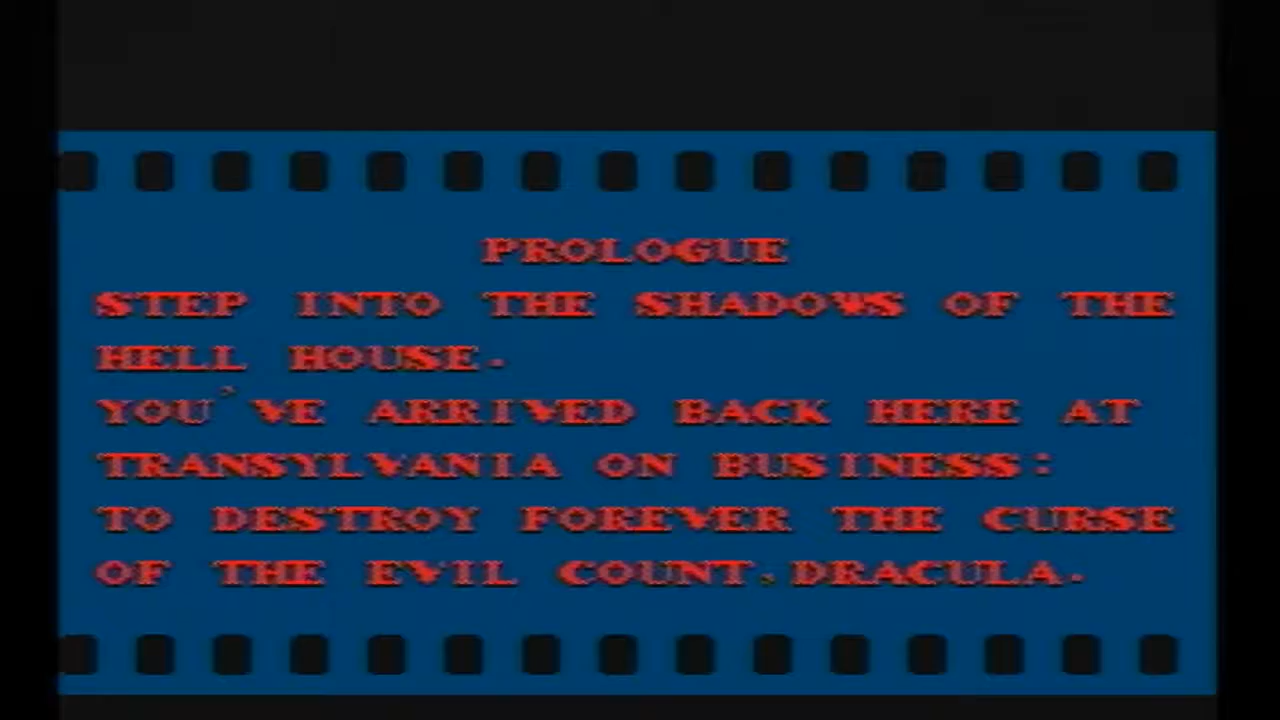 PROLOGUE
STEP INTO THE SHADOWS OF THE
HELL HOUSE.
YOU'VE ARRIVED BACK HERE AT
TRANSYLVANIA ON BUSINESS:
TO DESTROY FOREVER THE CURSE
OF THE EVIL COUNT.DRACULA.